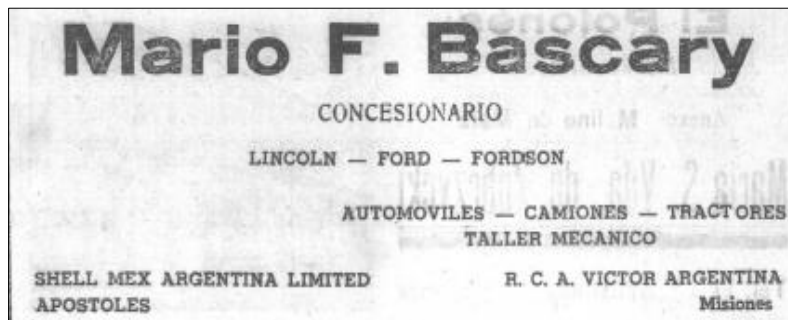 Mario F. Bascary
CONCESIONARIO
LINCOLN — FORD — FORDSON
AUTOMOVILES — CAMIONES — TRACTORES
TALLER MECANICO
SHELL MEX ARGENTINA LIMITED
R. C. A. VICTOR ARGENTINA
APOSTOLES
Misiones